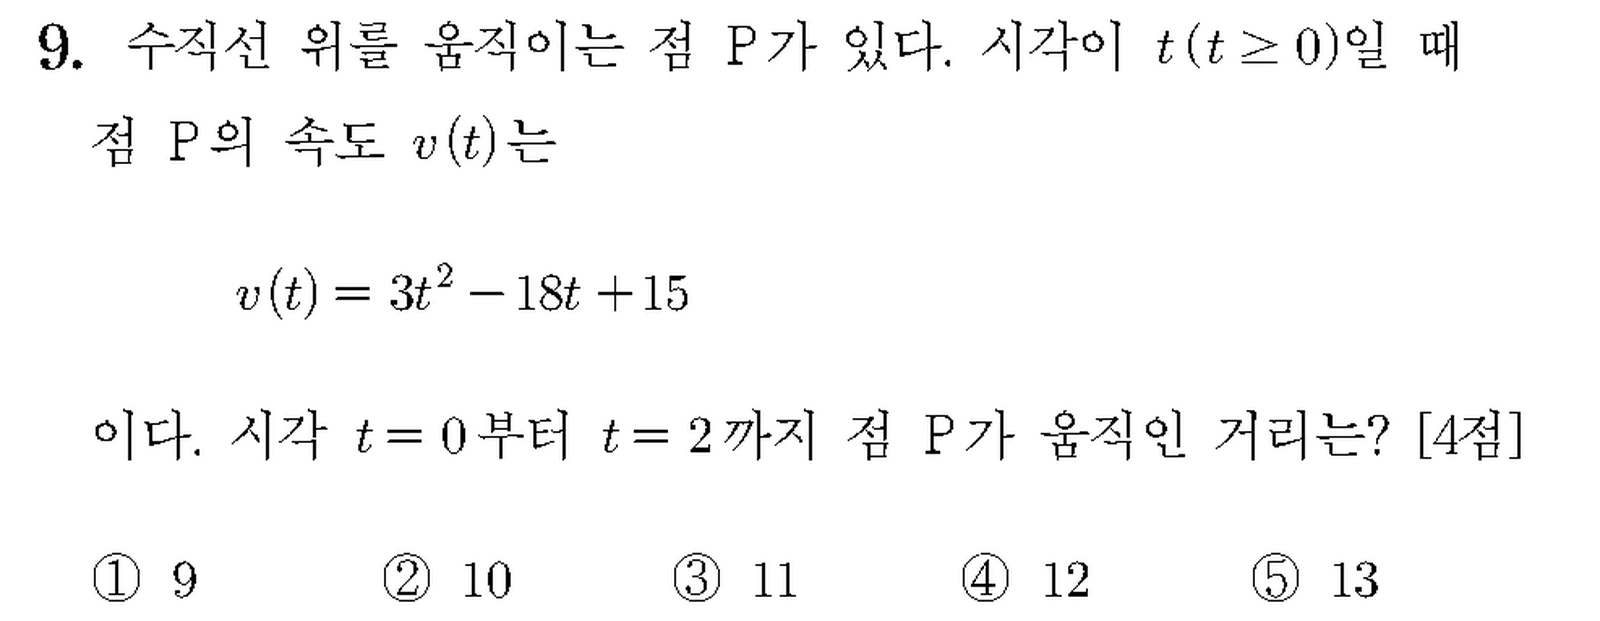 9. 수직선 위를 움직이는 점 P가 있다. 시각이 t(t ≥ 0)일 때
점 P의 속도 v(t)는
v(t) = 3t² − 18t + 15
이다. 시각 t = 0부터 t = 2까지 점 P가 움직인 거리는? [4점]
① 9 ② 10 ③ 11 ④ 12 ⑤ 13